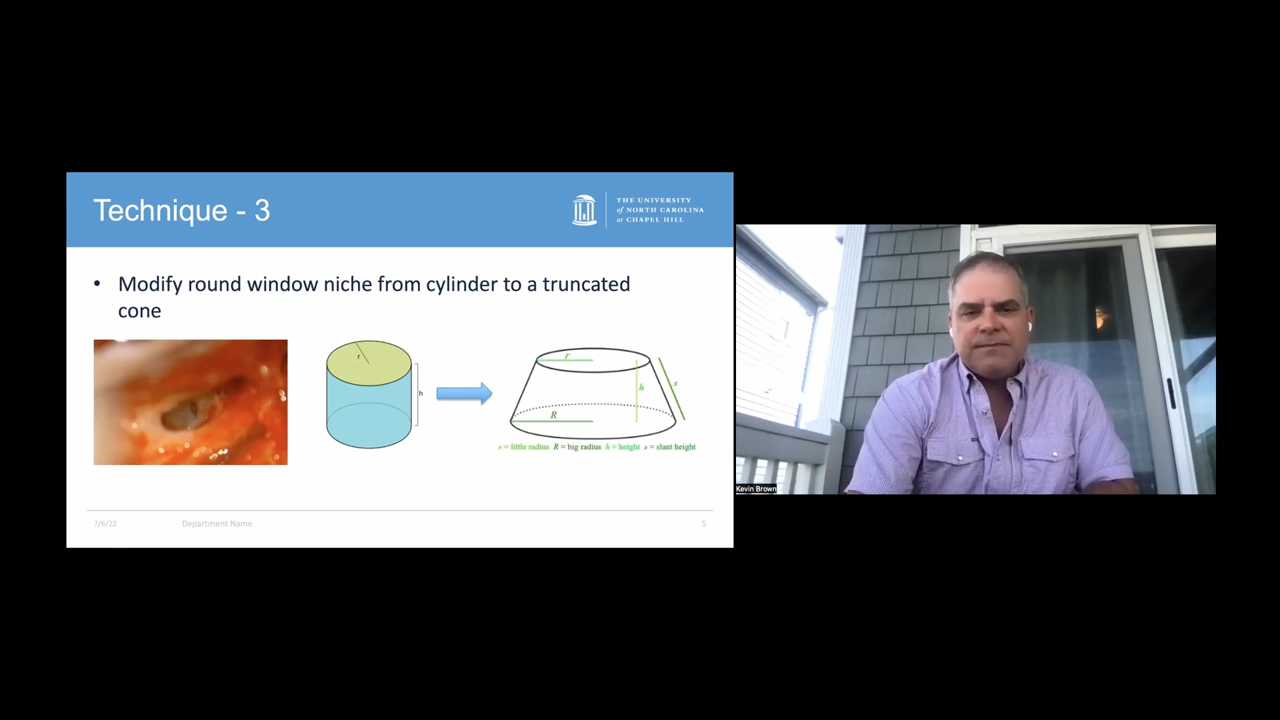 Technique - 3
THE UNIVERSITY
of NORTH CAROLINA
at CHAPEL HILL
• Modify round window niche from cylinder to a truncated
cone
r
h
r
h
s
R
r = little radius R = big radius h = height s = slant height
7/6/22 Department Name 5
Kevin Brown